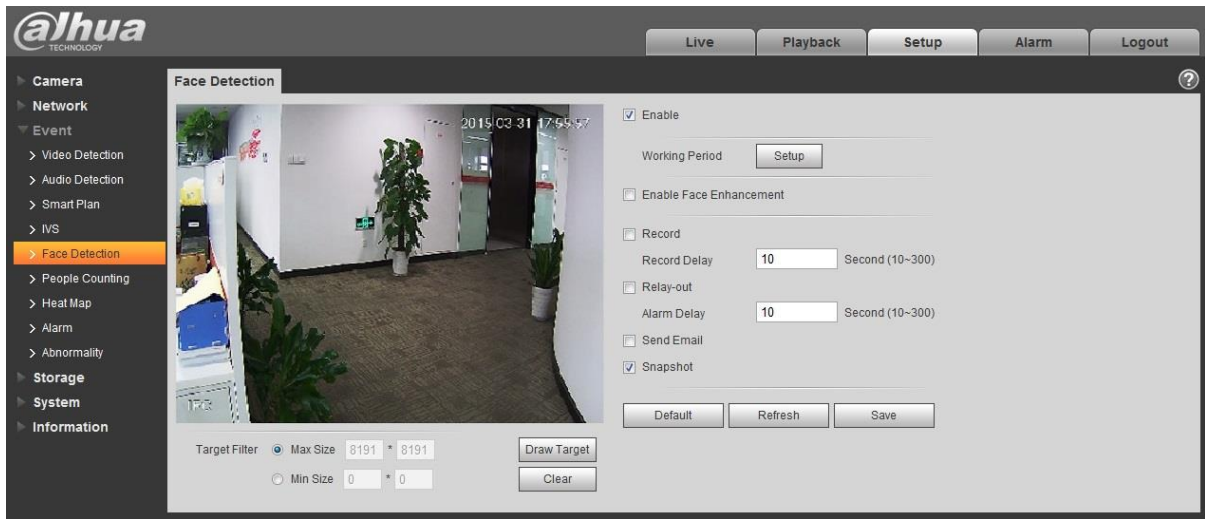 alhua
TECHNOLOGY
Live
Playback
Setup
Alarm
Logout
Camera
Network
Event
Video Detection
Audio Detection
Smart Plan
IVS
Face Detection
People Counting
Heat Map
Alarm
Abnormality
Storage
System
Information
Face Detection
?
2015-03-31 17:55:57
IPC
Target Filter Max Size 8191 * 8191 Draw Target
Min Size 0 * 0 Clear
Enable
Working Period Setup
Enable Face Enhancement
Record
Record Delay 10 Second (10~300)
Relay-out
Alarm Delay 10 Second (10~300)
Send Email
Snapshot
Default Refresh Save